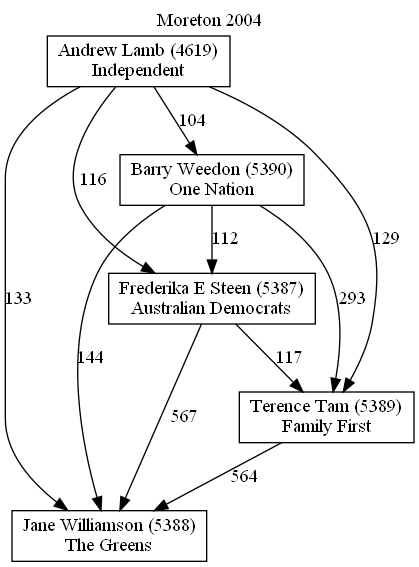 Moreton 2004
Andrew Lamb (4619)
Independent
104
Barry Weedon (5390)
One Nation
116
112
129
133
293
Frederika E Steen (5387)
Australian Democrats
144
117
567
Terence Tam (5389)
Family First
564
Jane Williamson (5388)
The Greens